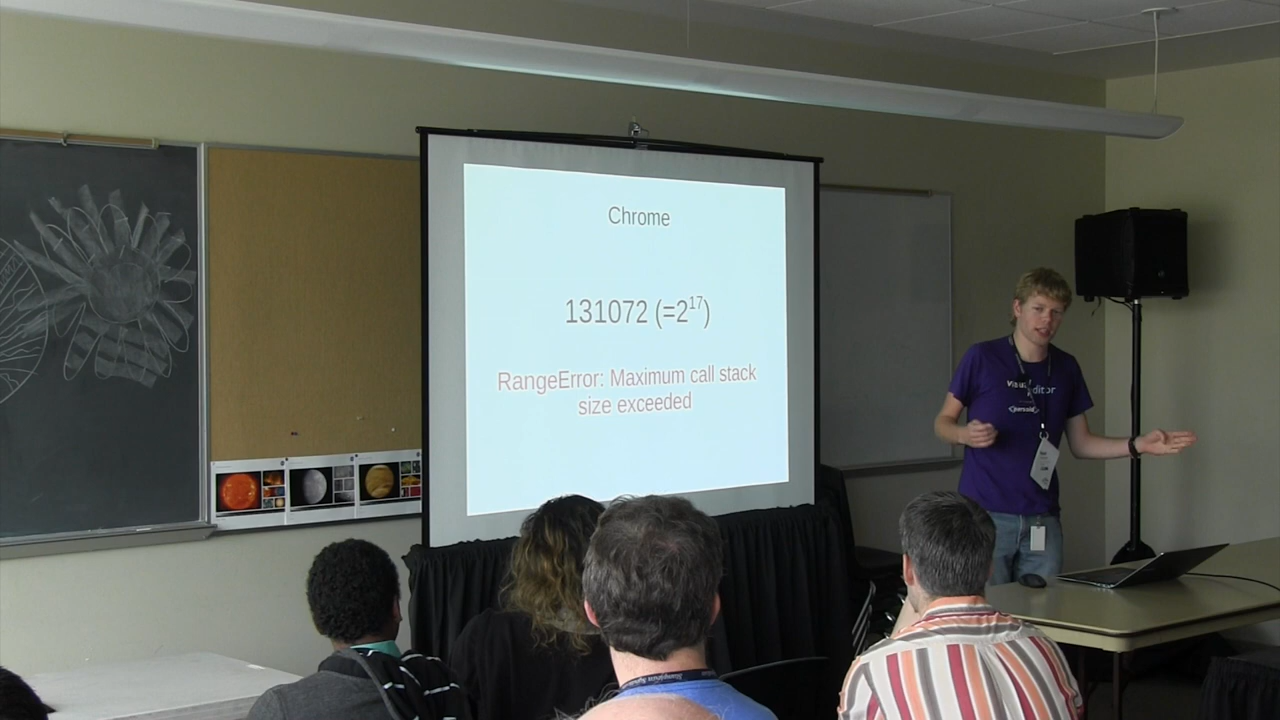 Chrome
131072 (=2¹⁷)
RangeError: Maximum call stack
size exceeded